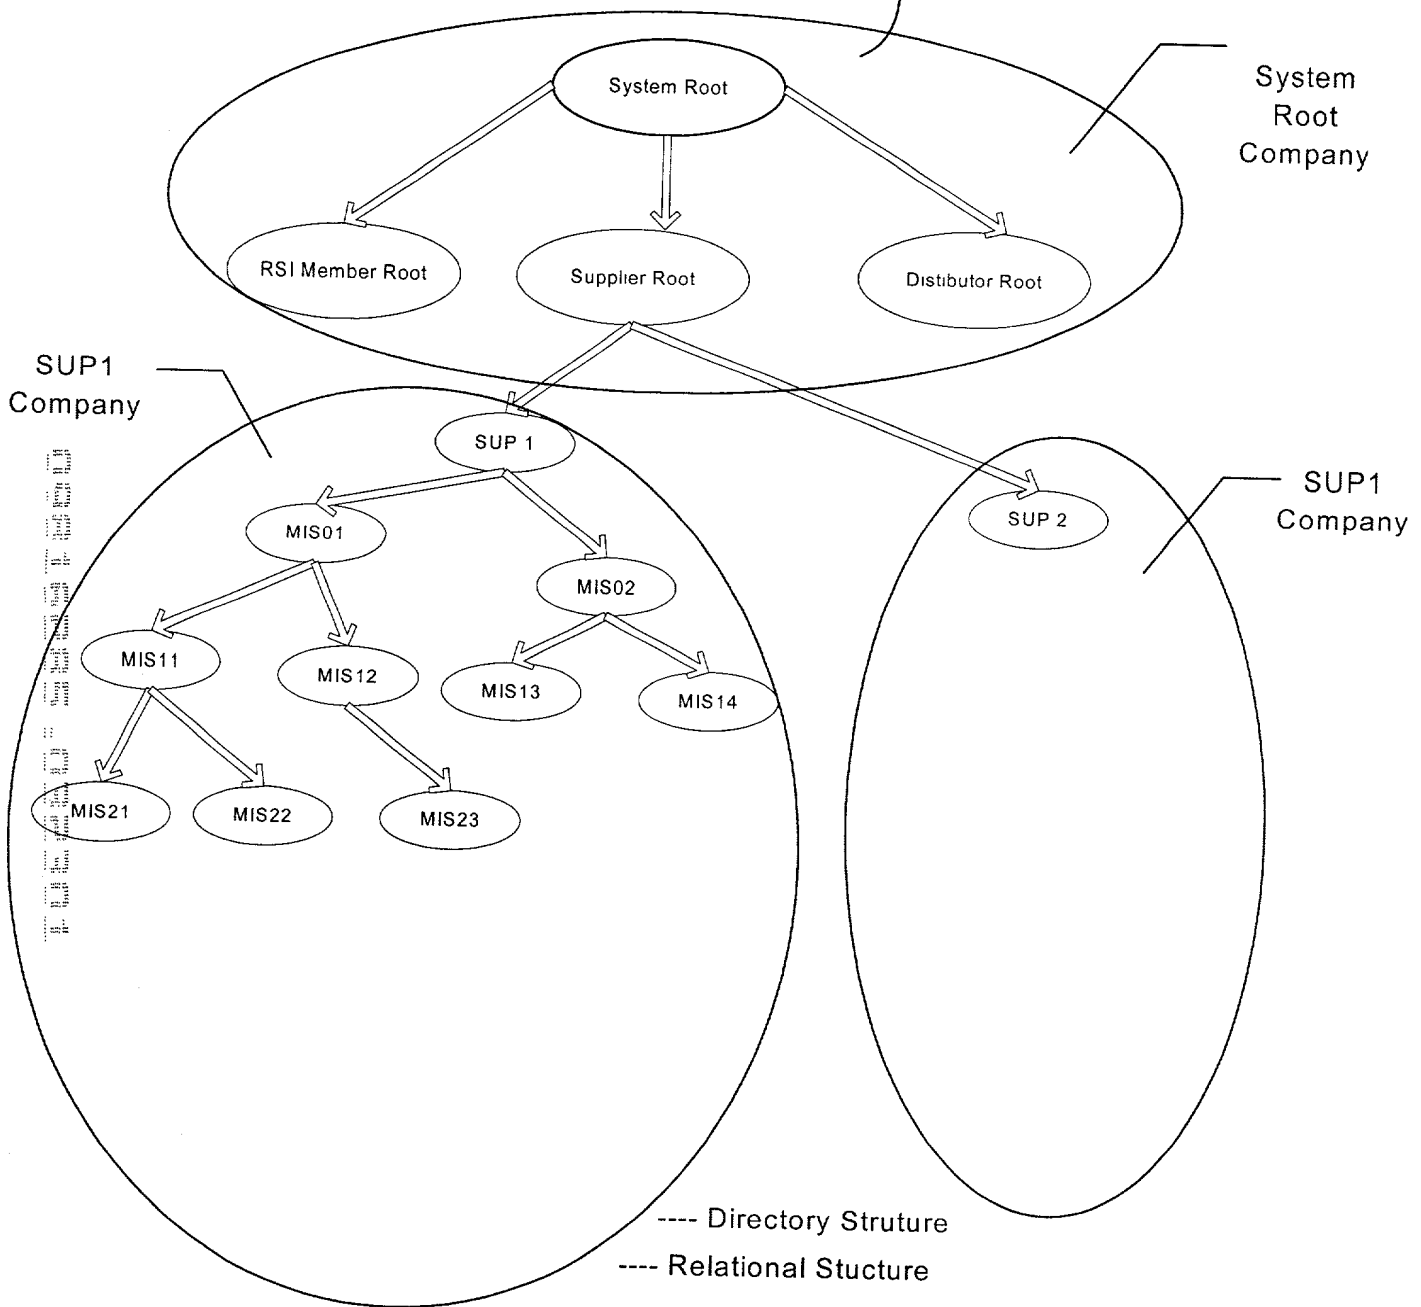 System Root
System
Root
Company
RSI Member Root
Supplier Root
Distibutor Root
SUP1
Company
SUP 1
SUP1
Company
SUP 2
MIS01
MIS02
MIS11
MIS12
MIS13
MIS14
MIS21
MIS22
MIS23
---- Directory Struture
---- Relational Stucture